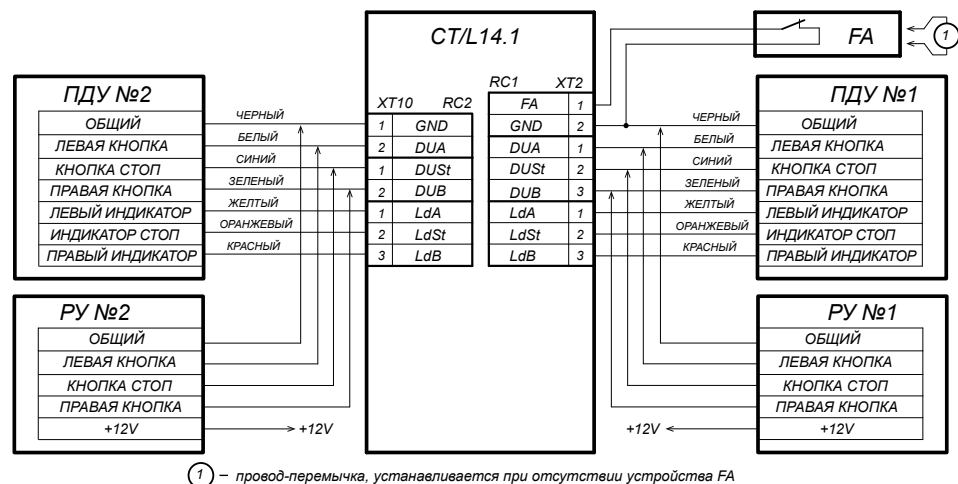 СТ/L14.1
FA
1
ПДУ №2
ОБЩИЙ
ЛЕВАЯ КНОПКА
КНОПКА СТОП
ПРАВАЯ КНОПКА
ЛЕВЫЙ ИНДИКАТОР
ИНДИКАТОР СТОП
ПРАВЫЙ ИНДИКАТОР
ЧЕРНЫЙ
БЕЛЫЙ
СИНИЙ
ЗЕЛЕНЫЙ
ЖЕЛТЫЙ
ОРАНЖЕВЫЙ
КРАСНЫЙ
XT10 RC2
1 GND
2 DUA
1 DUSt
2 DUB
1 LdA
2 LdSt
3 LdB
RC1 XT2
FA 1
GND 2
DUA 1
DUSt 2
DUB 3
LdA 1
LdSt 2
LdB 3
ЧЕРНЫЙ
БЕЛЫЙ
СИНИЙ
ЗЕЛЕНЫЙ
ЖЕЛТЫЙ
ОРАНЖЕВЫЙ
КРАСНЫЙ
ПДУ №1
ОБЩИЙ
ЛЕВАЯ КНОПКА
КНОПКА СТОП
ПРАВАЯ КНОПКА
ЛЕВЫЙ ИНДИКАТОР
ИНДИКАТОР СТОП
ПРАВЫЙ ИНДИКАТОР
РУ №2
ОБЩИЙ
ЛЕВАЯ КНОПКА
КНОПКА СТОП
ПРАВАЯ КНОПКА
+12V
+12V
+12V
РУ №1
ОБЩИЙ
ЛЕВАЯ КНОПКА
КНОПКА СТОП
ПРАВАЯ КНОПКА
+12V
1 – провод-перемычка, устанавливается при отсутствии устройства FA